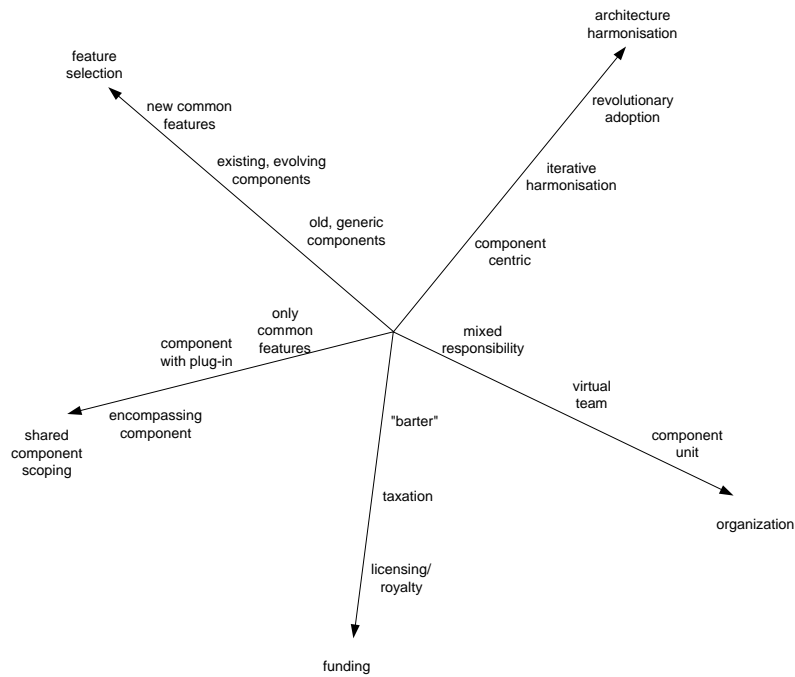 architecture
harmonisation
feature
selection
new common
features
revolutionary
adoption
existing, evolving
components
iterative
harmonisation
old, generic
components
component
centric
only
common
features
component
with plug-in
mixed
responsibility
encompassing
component
shared
component
scoping
virtual
team
"barter"
component
unit
taxation
organization
licensing/
royalty
funding